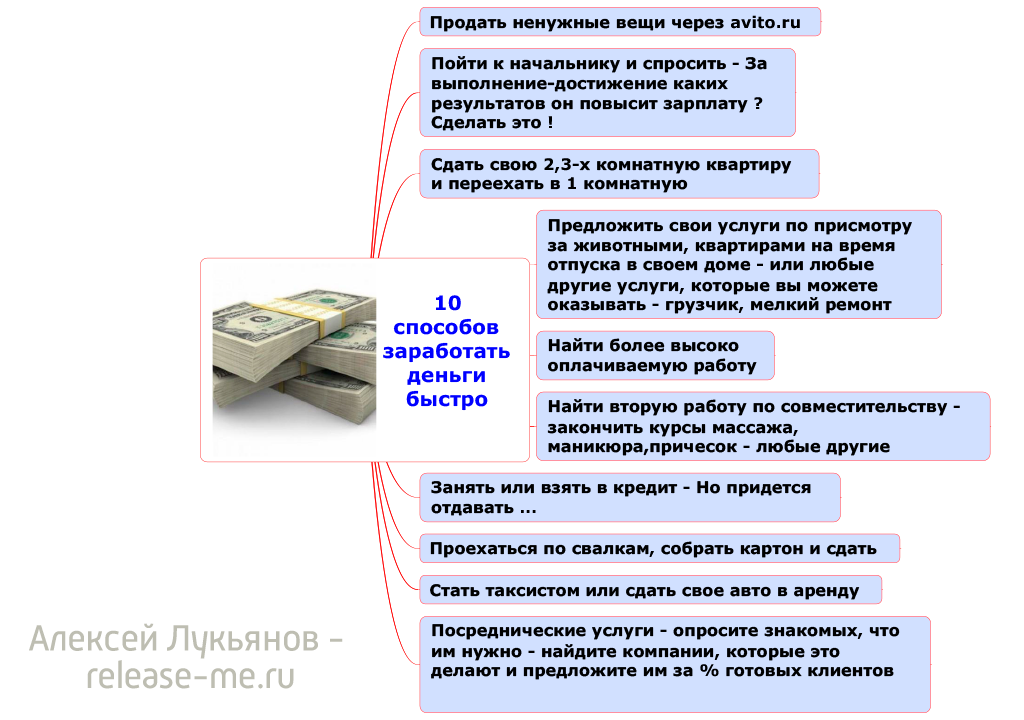 Продать ненужные вещи через avito.ru
Пойти к начальнику и спросить - За
выполнение-достижение каких
результатов он повысит зарплату ?
Сделать это !
Сдать свою 2,3-х комнатную квартиру
и переехать в 1 комнатную
Предложить свои услуги по присмотру
за животными, квартирами на время
отпуска в своем доме - или любые
другие услуги, которые вы можете
оказывать - грузчик, мелкий ремонт
10
способов
заработать
деньги
быстро
Найти более высоко
оплачиваемую работу
Найти вторую работу по совместительству -
закончить курсы массажа,
маникюра,причесок - любые другие
Занять или взять в кредит - Но придется
отдавать ...
Проехаться по свалкам, собрать картон и сдать
Стать таксистом или сдать свое авто в аренду
Посреднические услуги - опросите знакомых, что
им нужно - найдите компании, которые это
делают и предложите им за % готовых клиентов
Алексей Лукьянов -
release-me.ru